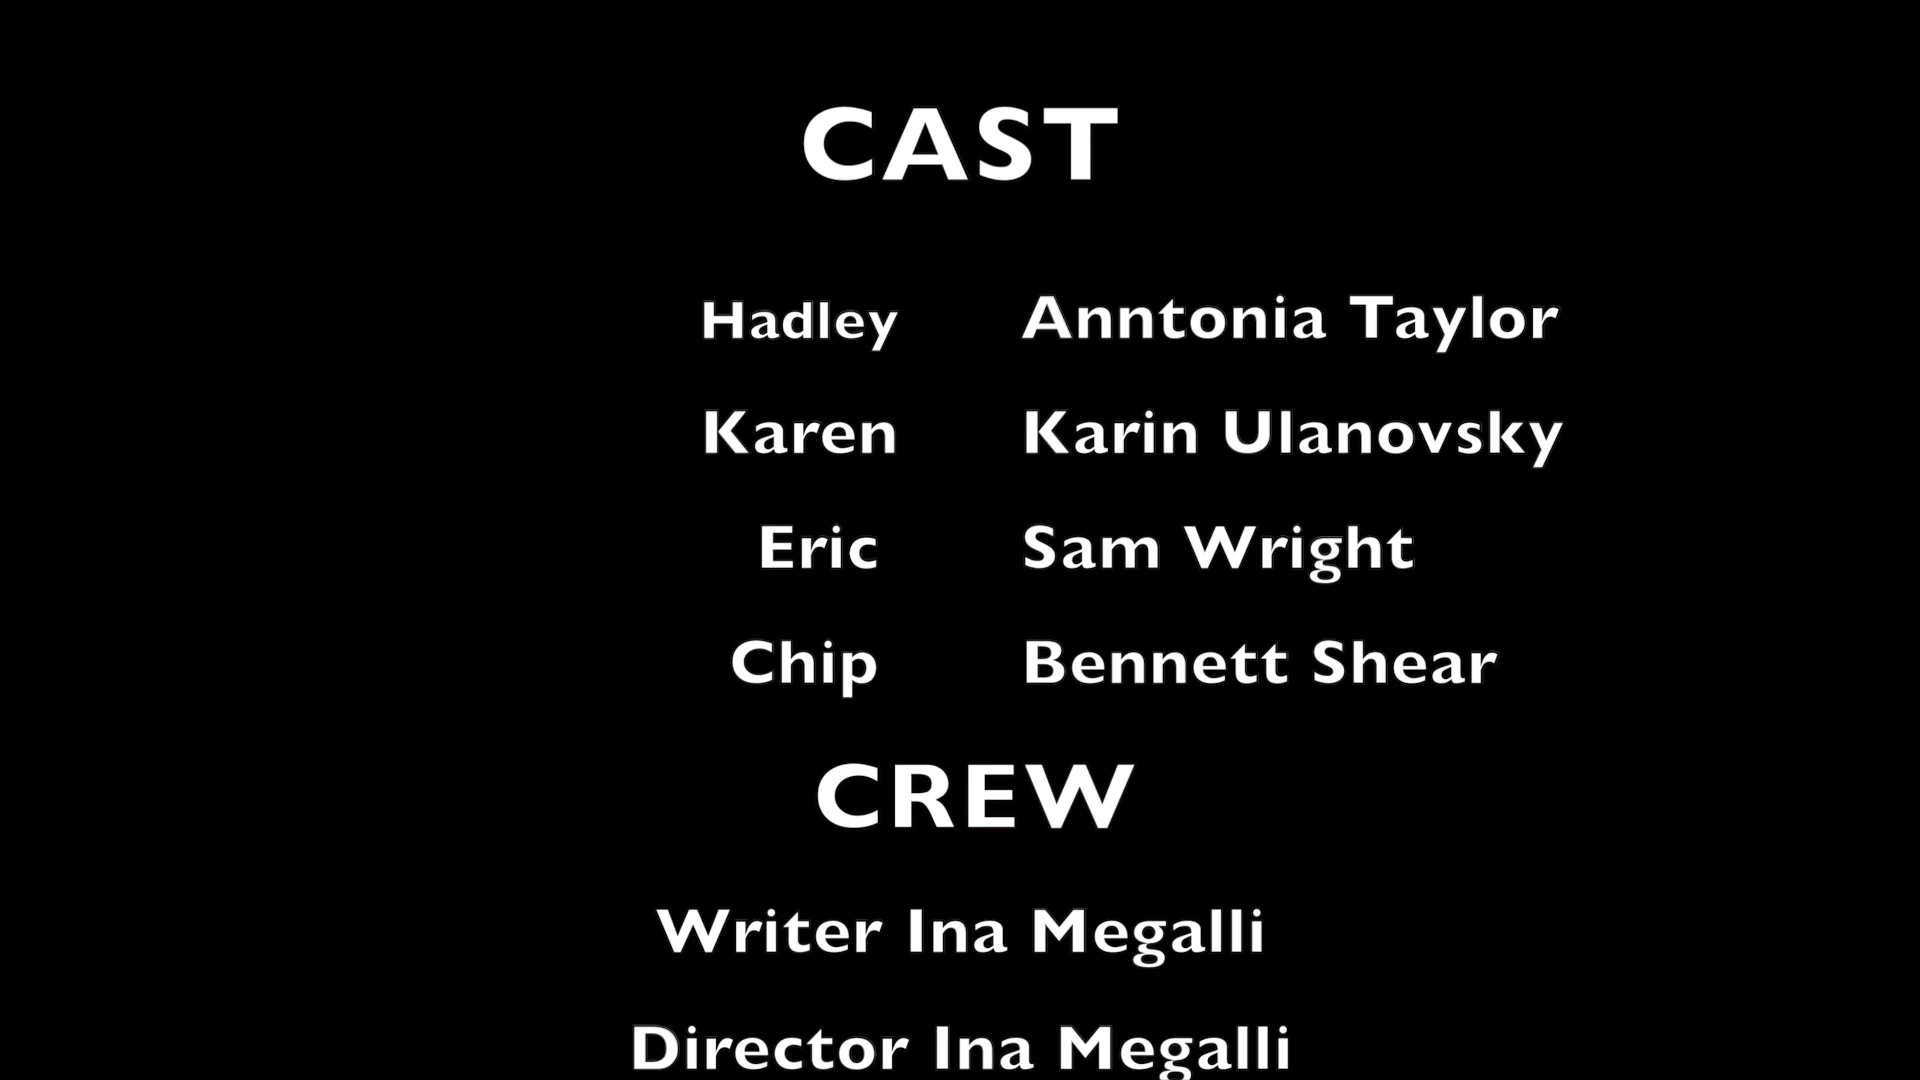 CAST
Hadley Anntonia Taylor
Karen Karin Ulanovsky
Eric Sam Wright
Chip Bennett Shear
CREW
Writer Ina Megalli
Director Ina Megalli